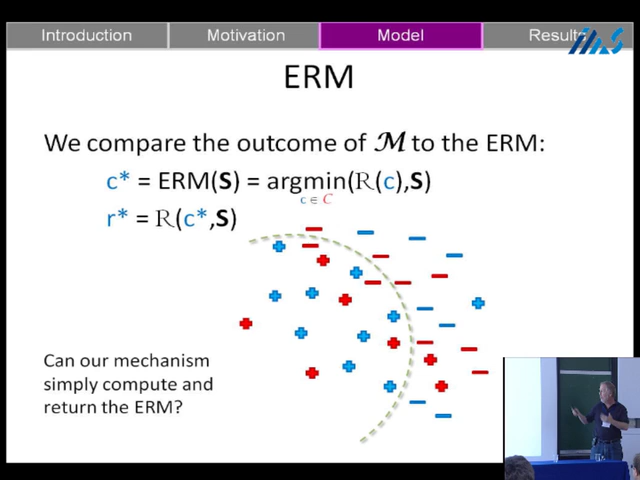 Introduction Motivation Model Results
ERM
We compare the outcome of M to the ERM:
c* = ERM(S) = argmin(R(c),S)
c ∈ C
r* = R(c*,S)
Can our mechanism
simply compute and
return the ERM?